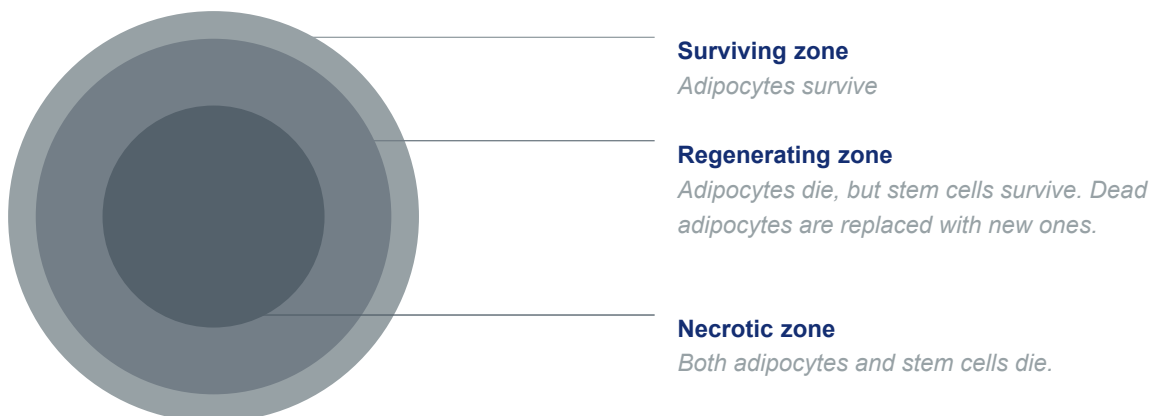 Surviving zone
Adipocytes survive
Regenerating zone
Adipocytes die, but stem cells survive. Dead
adipocytes are replaced with new ones.
Necrotic zone
Both adipocytes and stem cells die.